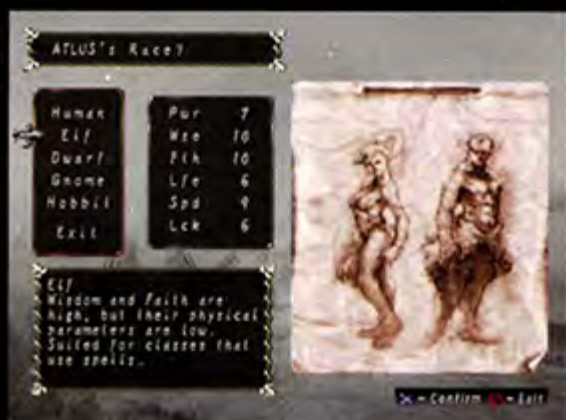 ATLUS's Race?
Human
Elf
Dwarf
Gnome
Hobbit
Exit
Pwr 7
Wse 10
Fth 10
Lfe 6
Spd 9
Lck 6
Elf
Wisdom and Faith are
high, but their physical
parameters are low.
Suited for classes that
use spells.
= Confirm = Exit